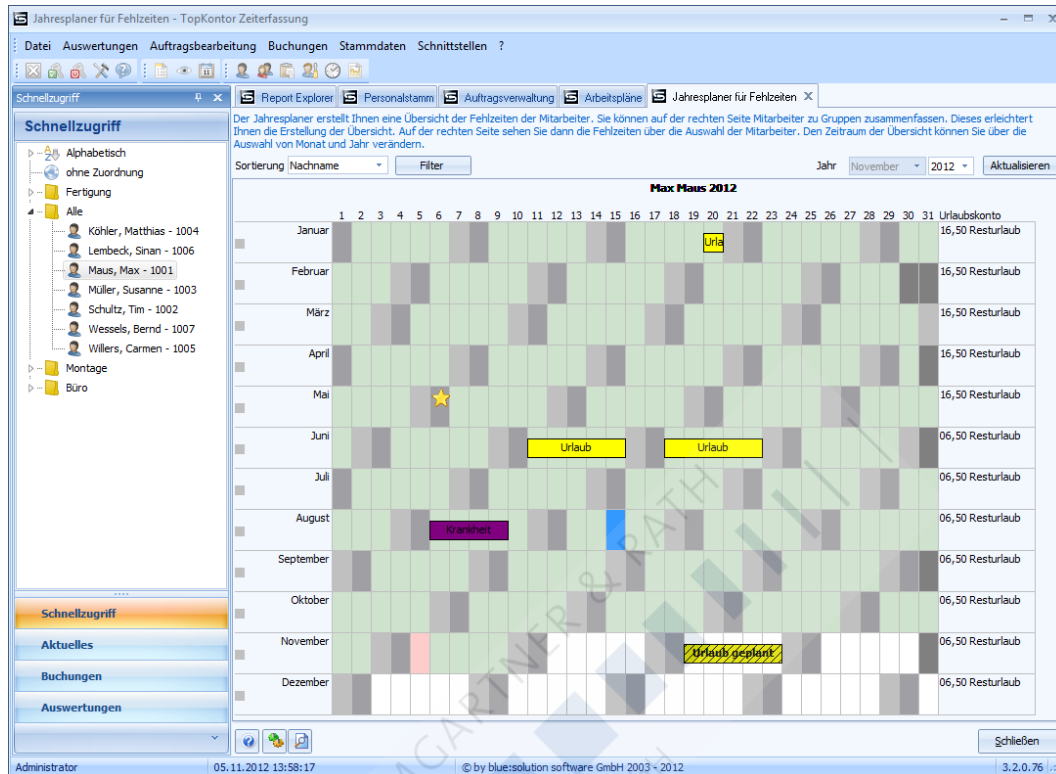 Jahresplaner für Fehlzeiten - TopKontor Zeiterfassung
Datei Auswertungen Auftragsbearbeitung Buchungen Stammdaten Schnittstellen ?
Schnellzugriff
Report Explorer Personalstamm Auftragsverwaltung Arbeitspläne Jahresplaner für Fehlzeiten
Schnellzugriff
Alphabetisch
ohne Zuordnung
Fertigung
Alle
Köhler, Matthias - 1004
Lembeck, Sinan - 1006
Maus, Max - 1001
Müller, Susanne - 1003
Schultz, Tim - 1002
Wessels, Bernd - 1007
Willers, Carmen - 1005
Montage
Büro
Schnellzugriff
Aktuelles
Buchungen
Auswertungen
Der Jahresplaner erstellt Ihnen eine Übersicht der Fehlzeiten der Mitarbeiter. Sie können auf der rechten Seite Mitarbeiter zu Gruppen zusammenfassen. Dieses erleichtert
Ihnen die Erstellung der Übersicht. Auf der rechten Seite sehen Sie dann die Fehlzeiten über die Auswahl der Mitarbeiter. Den Zeitraum der Übersicht können Sie über die
Auswahl von Monat und Jahr verändern.
Sortierung Nachname Filter Jahr November 2012 Aktualisieren
Max Maus 2012
1 2 3 4 5 6 7 8 9 10 11 12 13 14 15 16 17 18 19 20 21 22 23 24 25 26 27 28 29 30 31 Urlaubskonto
Januar Urla 16,50 Resturlaub
Februar 16,50 Resturlaub
März 16,50 Resturlaub
April 16,50 Resturlaub
Mai 16,50 Resturlaub
Juni Urlaub Urlaub 06,50 Resturlaub
Juli 06,50 Resturlaub
August Krankheit 06,50 Resturlaub
September 06,50 Resturlaub
Oktober 06,50 Resturlaub
November Urlaub geplant 06,50 Resturlaub
Dezember 06,50 Resturlaub
GARTNER & RATH
Schließen
Administrator 05.11.2012 13:58:17 © by blue:solution software GmbH 2003 - 2012 3.2.0.76